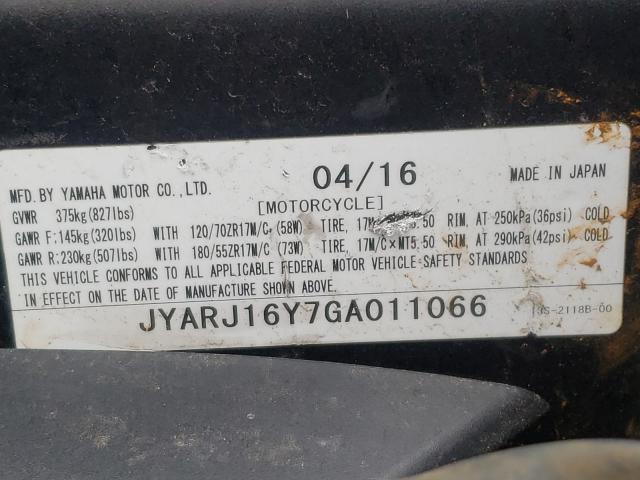 MFD. BY YAMAHA MOTOR CO., LTD. 04/16 MADE IN JAPAN
GVWR 375kg(827lbs) [MOTORCYCLE]
GAWR F:145kg(320lbs) WITH 120/70ZR17M/C (58W) TIRE, .50 RIM, AT 250kPa(36psi) COLD
GAWR R:230kg(507lbs) WITH 180/55ZR17M/C (73W) TIRE, 17M/C×MT5.50 RIM, AT 290kPa(42psi) COLD
THIS VEHICLE CONFORMS TO ALL APPLICABLE FEDERAL MOTOR VEHICLE SAFETY STANDARDS
IN EFFECT ON THE DATE OF MANUFACTURE SHOWN ABOVE.
JYARJ16Y7GA011066 13S-2118B-00